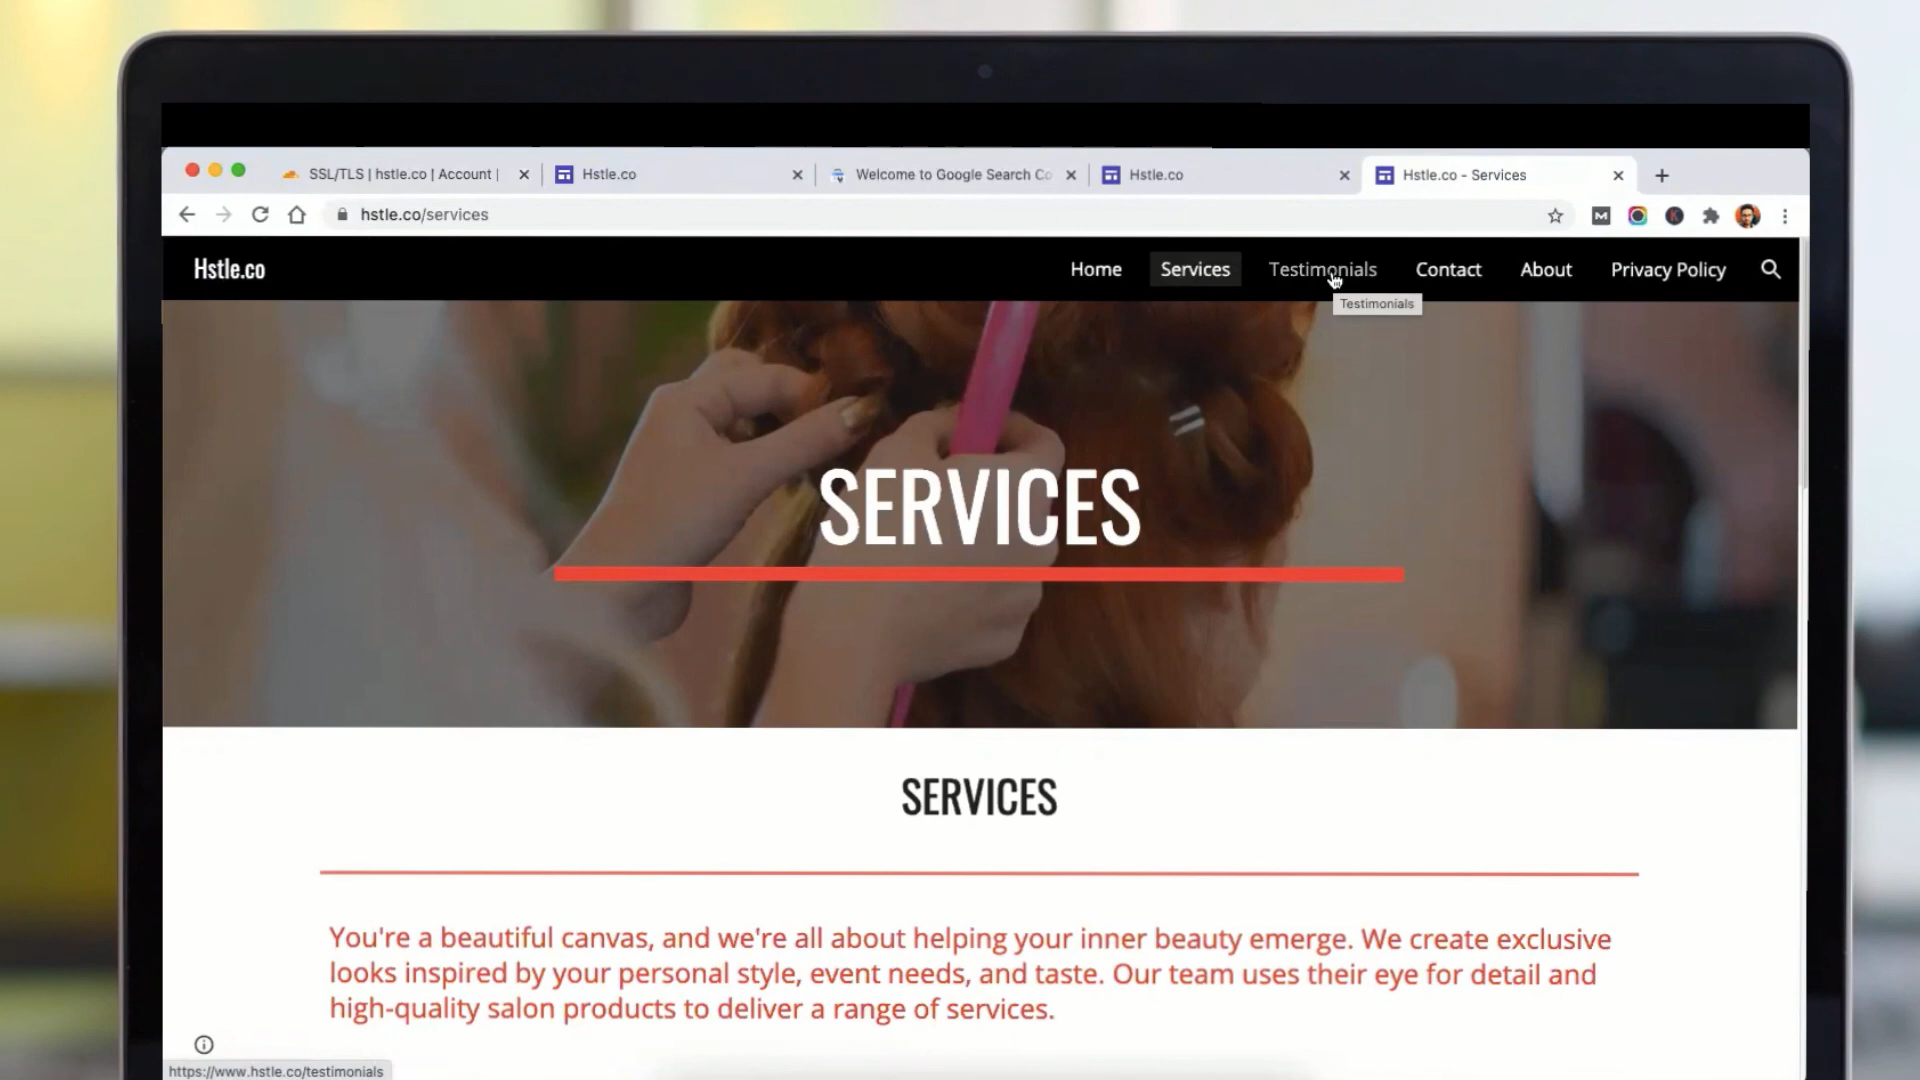 SSL/TLS | hstle.co | Account |
Hstle.co
Welcome to Google Search Co
Hstle.co
Hstle.co - Services
hstle.co/services
Hstle.co
Home
Services
Testimonials
Contact
About
Privacy Policy
Testimonials
SERVICES
SERVICES
You're a beautiful canvas, and we're all about helping your inner beauty emerge. We create exclusive
looks inspired by your personal style, event needs, and taste. Our team uses their eye for detail and
high-quality salon products to deliver a range of services.
https://www.hstle.co/testimonials